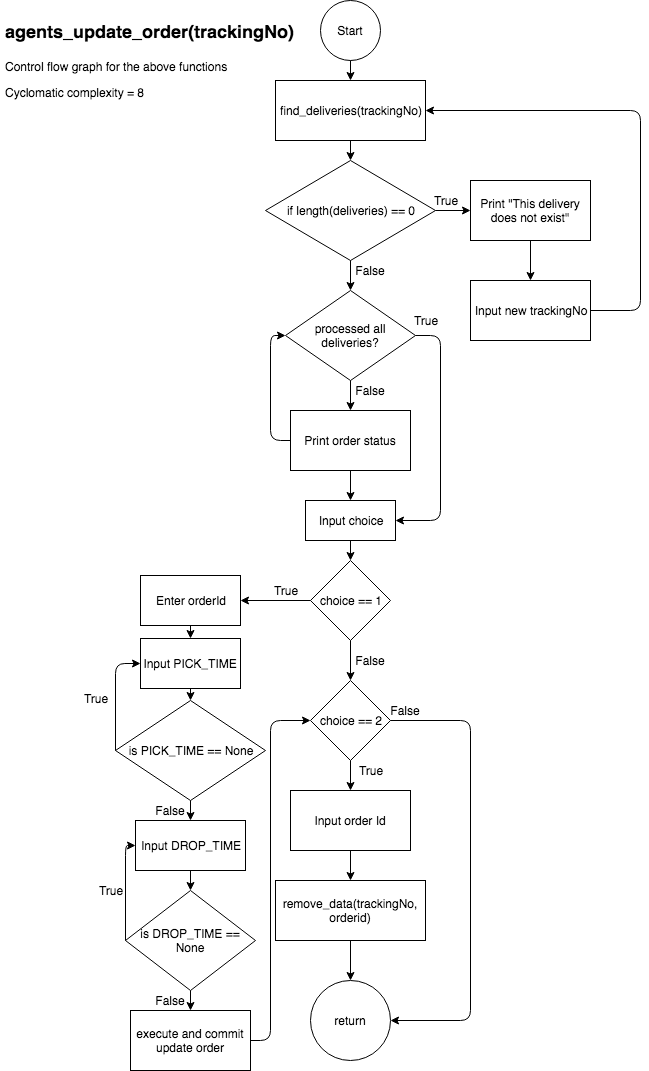 agents_update_order(trackingNo)
Start
Control flow graph for the above functions
Cyclomatic complexity = 8
find_deliveries(trackingNo)
if length(deliveries) == 0
True
Print "This delivery
does not exist"
False
Input new trackingNo
processed all
deliveries?
True
False
Print order status
Input choice
choice == 1
True
Enter orderId
False
Input PICK_TIME
True
is PICK_TIME == None
choice == 2
False
True
False
Input DROP_TIME
Input order Id
True
is DROP_TIME ==
None
remove_data(trackingNo,
orderid)
False
execute and commit
update order
return